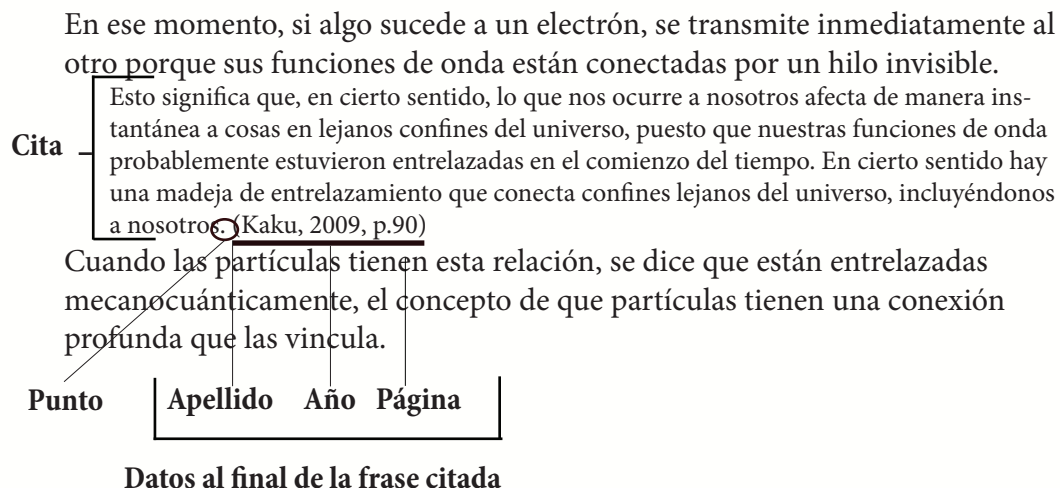 En ese momento, si algo sucede a un electrón, se transmite inmediatamente al
otro porque sus funciones de onda están conectadas por un hilo invisible.
Esto significa que, en cierto sentido, lo que nos ocurre a nosotros afecta de manera ins-
tantánea a cosas en lejanos confines del universo, puesto que nuestras funciones de onda
probablemente estuvieron entrelazadas en el comienzo del tiempo. En cierto sentido hay
una madeja de entrelazamiento que conecta confines lejanos del universo, incluyéndonos
a nosotros. (Kaku, 2009, p.90)
Cita
Cuando las partículas tienen esta relación, se dice que están entrelazadas
mecanocuánticamente, el concepto de que partículas tienen una conexión
profunda que las vincula.
Punto Apellido Año Página
Datos al final de la frase citada